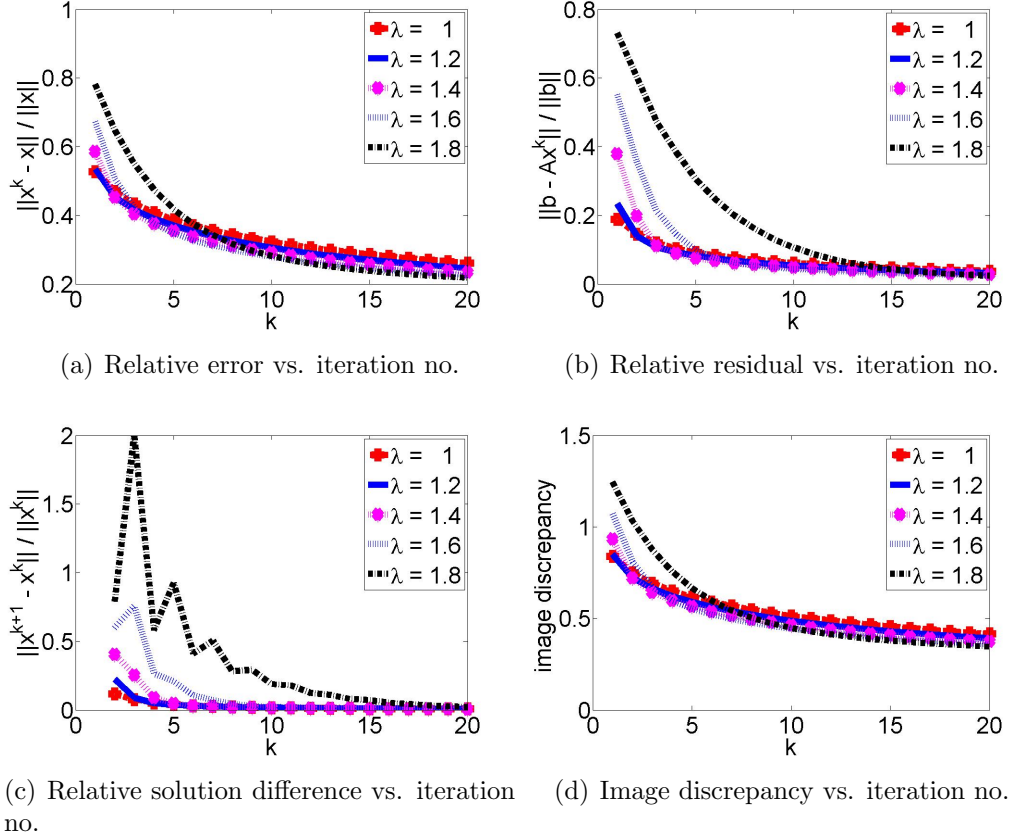 1
0.8
0.6
0.4
0.2
0
5
10
15
20
||x^k - x|| / ||x||
k
λ = 1
λ = 1.2
λ = 1.4
λ = 1.6
λ = 1.8
(a) Relative error vs. iteration no.
0.8
0.6
0.4
0.2
0
0
5
10
15
20
||b - Ax^k|| / ||b||
k
λ = 1
λ = 1.2
λ = 1.4
λ = 1.6
λ = 1.8
(b) Relative residual vs. iteration no.
2
1.5
1
0.5
0
0
5
10
15
20
||x^{k+1} - x^k|| / ||x^k||
k
λ = 1
λ = 1.2
λ = 1.4
λ = 1.6
λ = 1.8
(c) Relative solution difference vs. iteration
no.
1.5
1
0.5
0
0
5
10
15
20
image discrepancy
k
λ = 1
λ = 1.2
λ = 1.4
λ = 1.6
λ = 1.8
(d) Image discrepancy vs. iteration no.